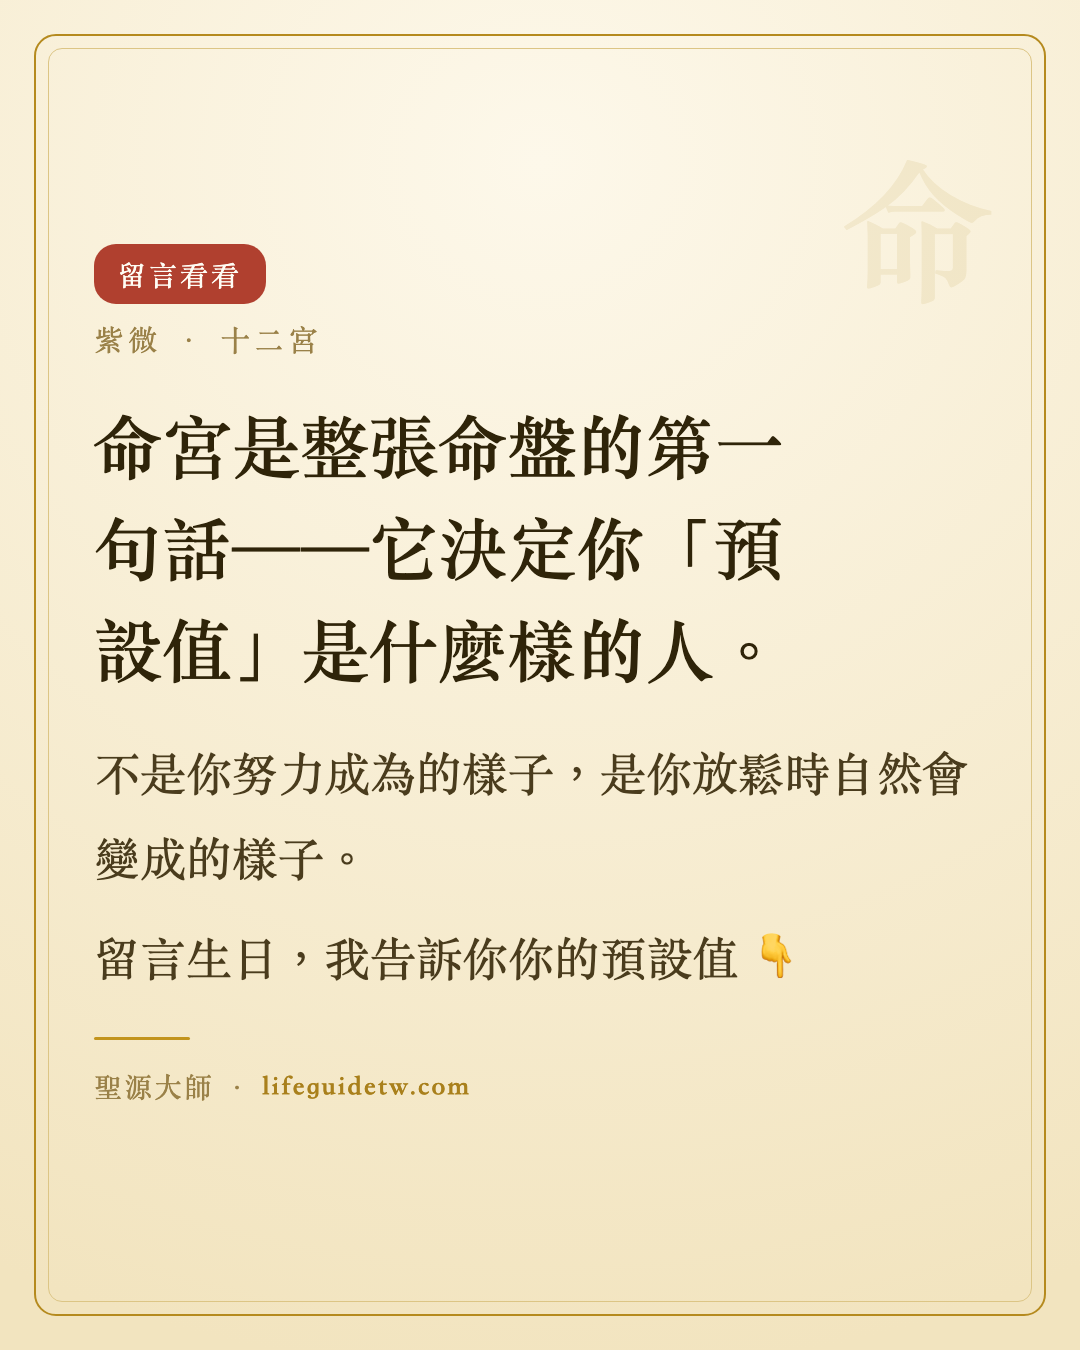 命
留言看看
紫微 · 十二宮
命宮是整張命盤的第一
句話——它決定你「預
設值」是什麼樣的人。
不是你努力成為的樣子，是你放鬆時自然會
變成的樣子。
留言生日，我告訴你你的預設值 👇
聖源大師 · lifeguidetw.com